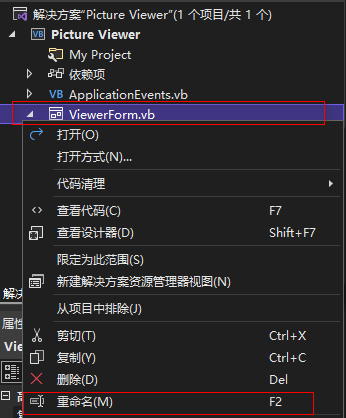 解决方案"Picture Viewer"(1 个项目/共 1 个)
VB Picture Viewer
My Project
依赖项
VB ApplicationEvents.vb
ViewerForm.vb
打开(O)
打开方式(N)...
代码清理
查看代码(C) F7
查看设计器(D) Shift+F7
限定为此范围(S)
新建解决方案资源管理器视图(N)
从项目中排除(J)
解决
剪切(T) Ctrl+X
属性
复制(Y) Ctrl+C
Vie
删除(D) Del
重命名(M) F2